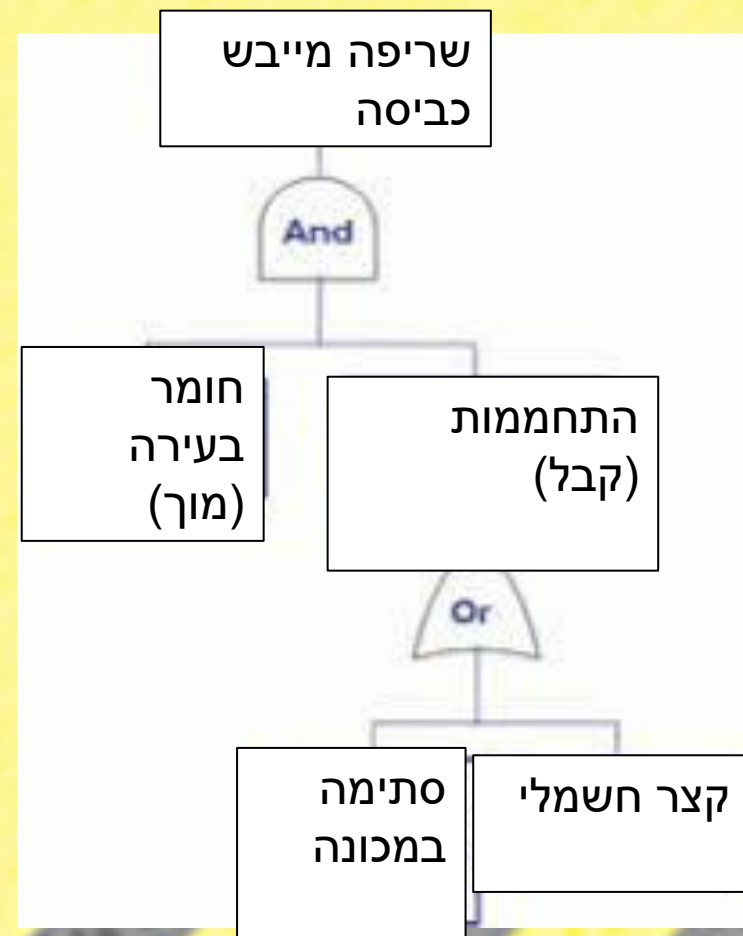 שריפה מייבש
כביסה
And
חומר
בעירה
(מוך)
התחממות
(קבל)
Or
סתימה
במכונה
קצר חשמלי